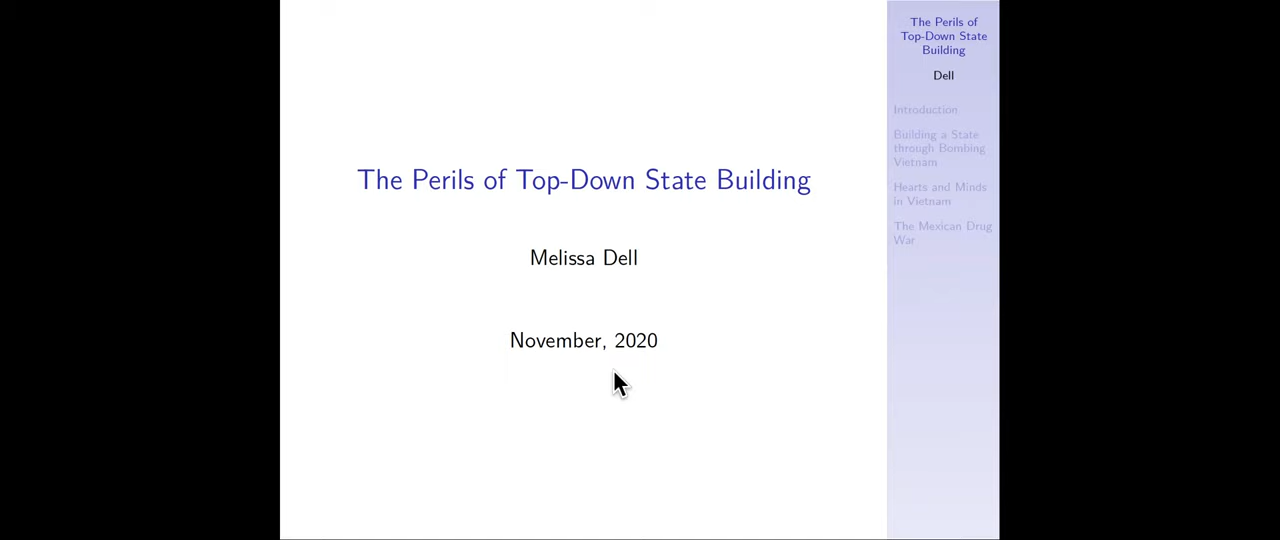 The Perils of Top-Down State Building
Melissa Dell
November, 2020
The Perils of
Top-Down State
Building
Dell
Introduction
Building a State
through Bombing
Vietnam
Hearts and Minds
in Vietnam
The Mexican Drug
War